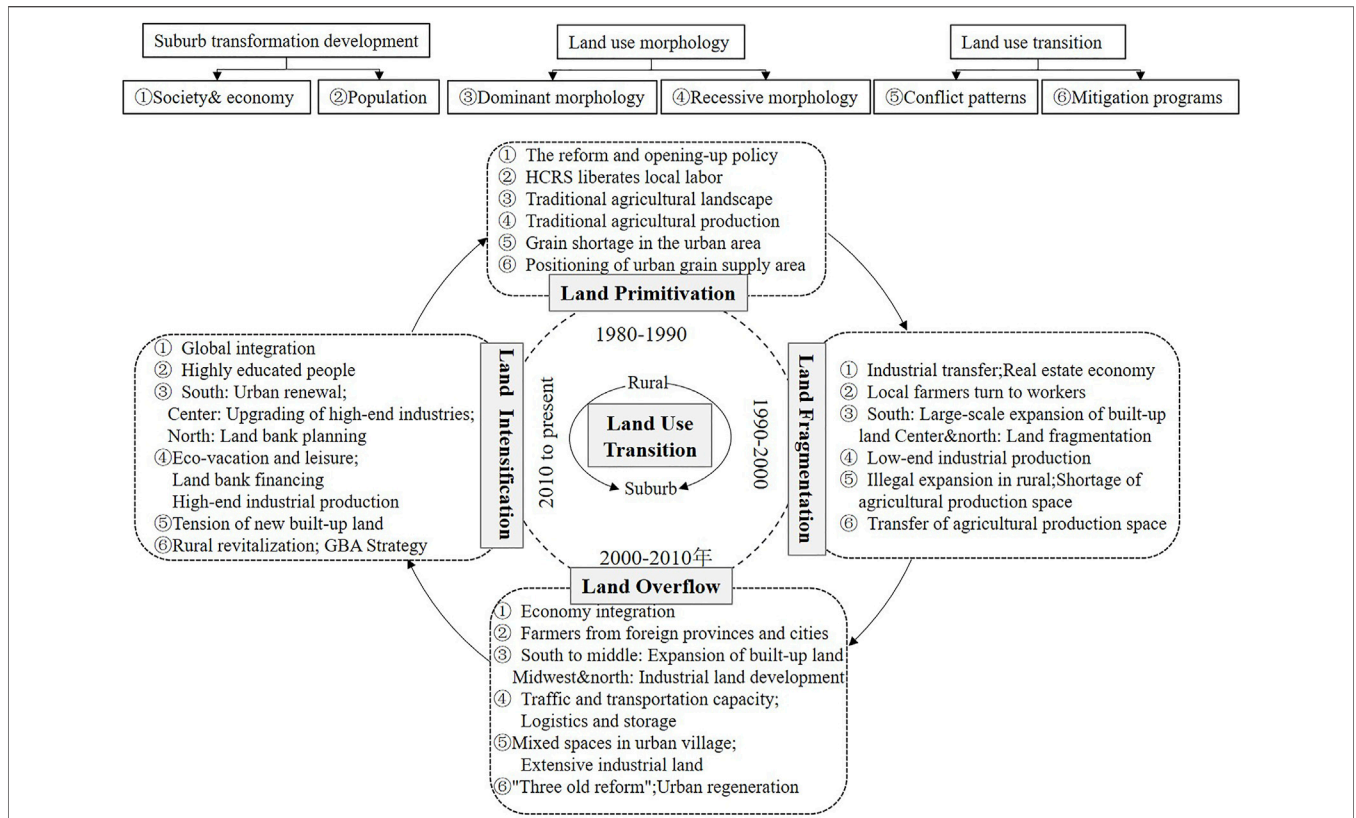 Suburb transformation development
Land use morphology
Land use transition
①Society& economy
②Population
③Dominant morphology
④Recessive morphology
⑤Conflict patterns
⑥Mitigation programs
① The reform and opening-up policy
② HCRS liberates local labor
③ Traditional agricultural landscape
④ Traditional agricultural production
⑤ Grain shortage in the urban area
⑥ Positioning of urban grain supply area
Land Primitivation
1980-1990
① Industrial transfer;Real estate economy
② Local farmers turn to workers
③ South: Large-scale expansion of built-up
land Center&north: Land fragmentation
④ Low-end industrial production
⑤ Illegal expansion in rural;Shortage of
agricultural production space
⑥ Transfer of agricultural production space
Land Fragmentation
1990-2000
① Economy integration
② Farmers from foreign provinces and cities
③ South to middle: Expansion of built-up land
Midwest&north: Industrial land development
④ Traffic and transportation capacity;
Logistics and storage
⑤Mixed spaces in urban village;
Extensive industrial land
⑥"Three old reform";Urban regeneration
Land Overflow
2000-2010年
① Global integration
② Highly educated people
③ South: Urban renewal;
Center: Upgrading of high-end industries;
North: Land bank planning
④Eco-vacation and leisure;
Land bank financing
High-end industrial production
⑤Tension of new built-up land
⑥Rural revitalization; GBA Strategy
Land Intensification
2010 to present
Rural
Land Use
Transition
Suburb